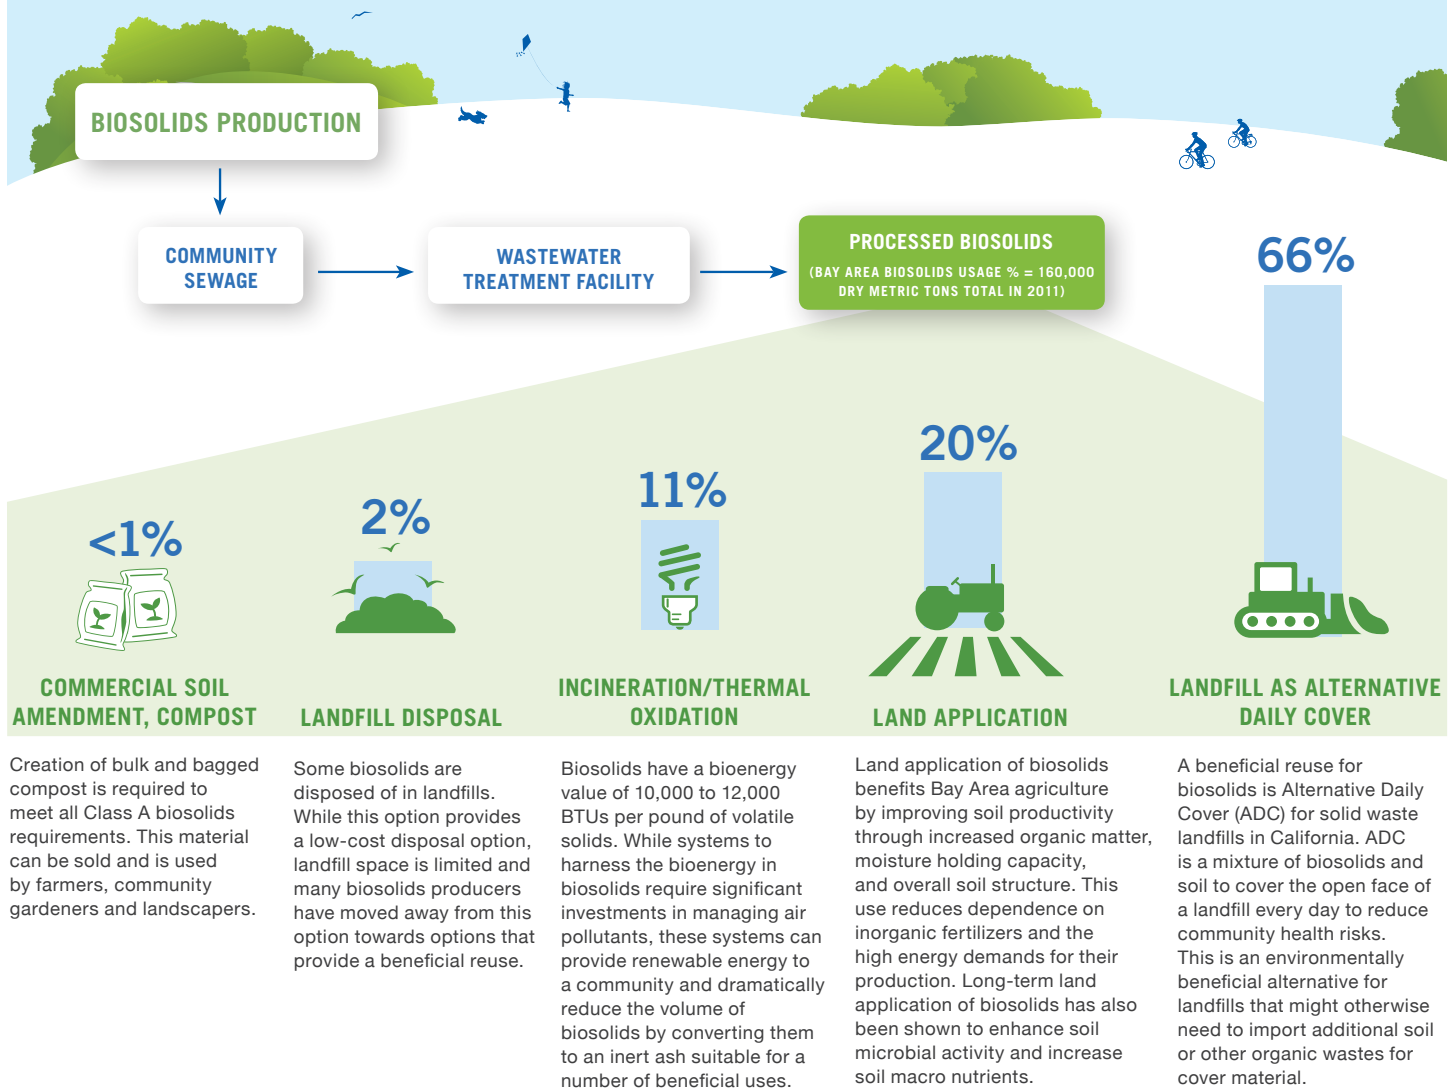 BIOSOLIDS PRODUCTION
COMMUNITY
SEWAGE
WASTEWATER
TREATMENT FACILITY
PROCESSED BIOSOLIDS
(BAY AREA BIOSOLIDS USAGE % = 160,000
DRY METRIC TONS TOTAL IN 2011)
<1%
COMMERCIAL SOIL
AMENDMENT, COMPOST
Creation of bulk and bagged
compost is required to
meet all Class A biosolids
requirements. This material
can be sold and is used
by farmers, community
gardeners and landscapers.
2%
LANDFILL DISPOSAL
Some biosolids are
disposed of in landfills.
While this option provides
a low-cost disposal option,
landfill space is limited and
many biosolids producers
have moved away from this
option towards options that
provide a beneficial reuse.
11%
INCINERATION/THERMAL
OXIDATION
Biosolids have a bioenergy
value of 10,000 to 12,000
BTUs per pound of volatile
solids. While systems to
harness the bioenergy in
biosolids require significant
investments in managing air
pollutants, these systems can
provide renewable energy to
a community and dramatically
reduce the volume of
biosolids by converting them
to an inert ash suitable for a
number of beneficial uses.
20%
LAND APPLICATION
Land application of biosolids
benefits Bay Area agriculture
by improving soil productivity
through increased organic matter,
moisture holding capacity,
and overall soil structure. This
use reduces dependence on
inorganic fertilizers and the
high energy demands for their
production. Long-term land
application of biosolids has also
been shown to enhance soil
microbial activity and increase
soil macro nutrients.
66%
LANDFILL AS ALTERNATIVE
DAILY COVER
A beneficial reuse for
biosolids is Alternative Daily
Cover (ADC) for solid waste
landfills in California. ADC
is a mixture of biosolids and
soil to cover the open face of
a landfill every day to reduce
community health risks.
This is an environmentally
beneficial alternative for
landfills that might otherwise
need to import additional soil
or other organic wastes for
cover material.